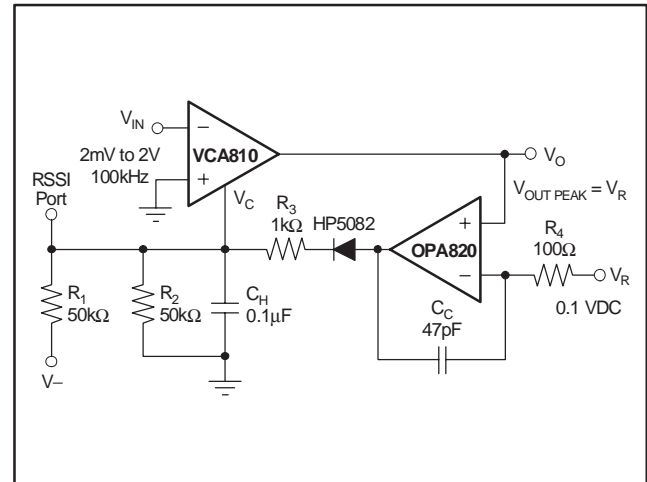 V_IN
2mV to 2V
100kHz
−
+
VCA810
V_C
RSSI
Port
R_3
1kΩ
HP5082
+
−
OPA820
V_O
V_OUT PEAK = V_R
R_4
100Ω
V_R
0.1 VDC
R_1
50kΩ
V−
R_2
50kΩ
C_H
0.1μF
C_C
47pF